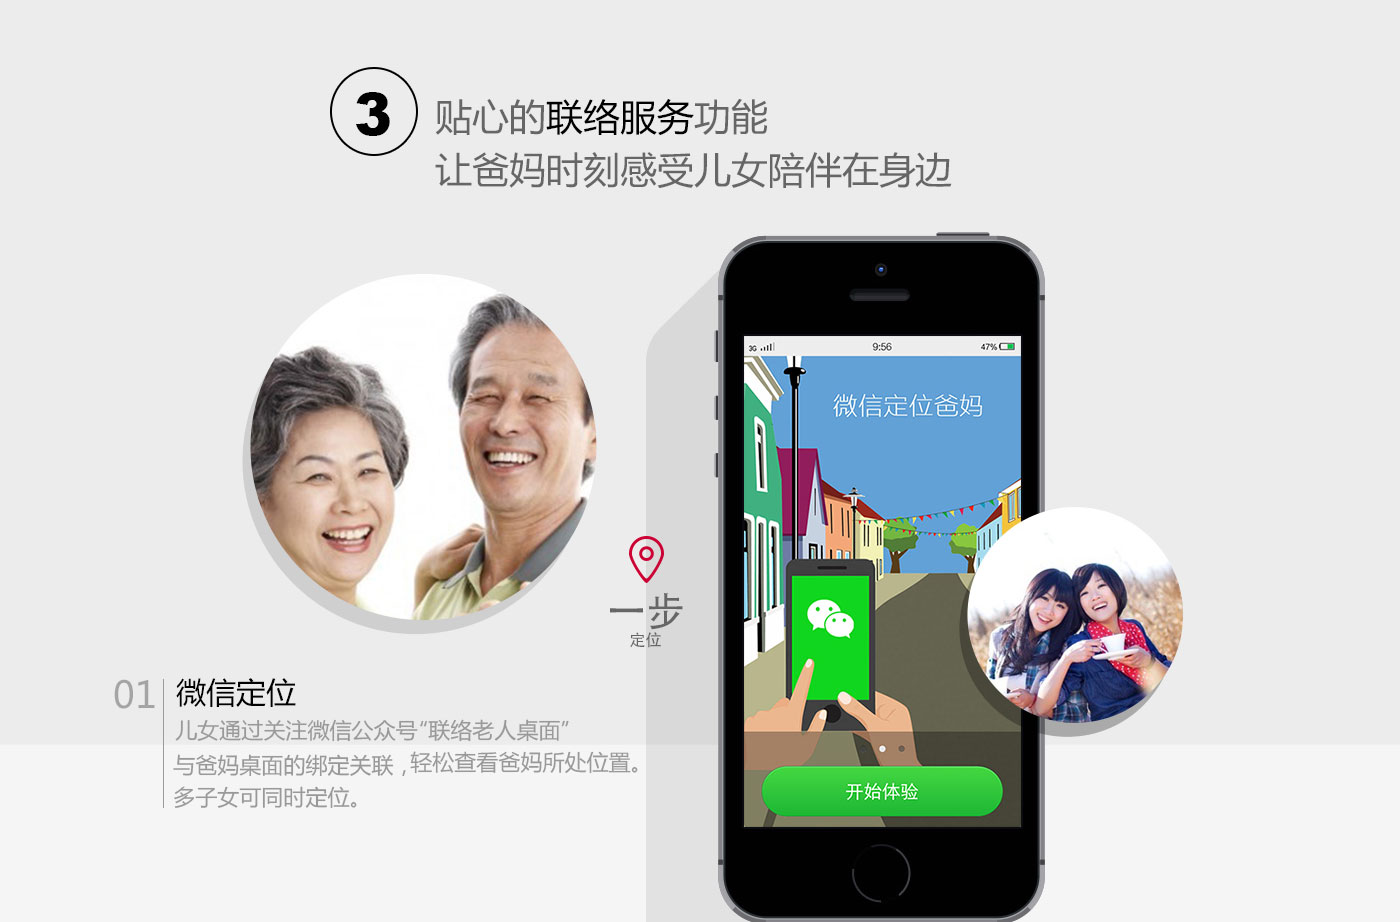 3
贴心的联络服务功能
让爸妈时刻感受儿女陪伴在身边
3G
9:56
47%
微信定位爸妈
一步
定位
01
微信定位
儿女通过关注微信公众号“联络老人桌面”
与爸妈桌面的绑定关联，轻松查看爸妈所处位置。
多子女可同时定位。
开始体验